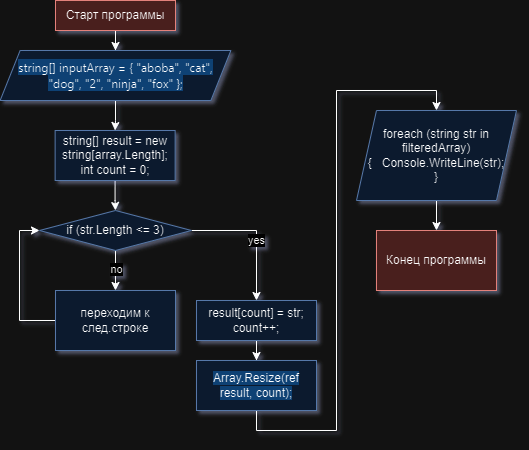 Старт программы
string[] inputArray = { "aboba", "cat",
"dog", "2", "ninja", "fox" };
string[] result = new
string[array.Length];
int count = 0;
if (str.Length <= 3)
yes
no
переходим к
след.строке
result[count] = str;
count++;
Array.Resize(ref
result, count);
foreach (string str in
filteredArray)
{ Console.WriteLine(str);
}
Конец программы